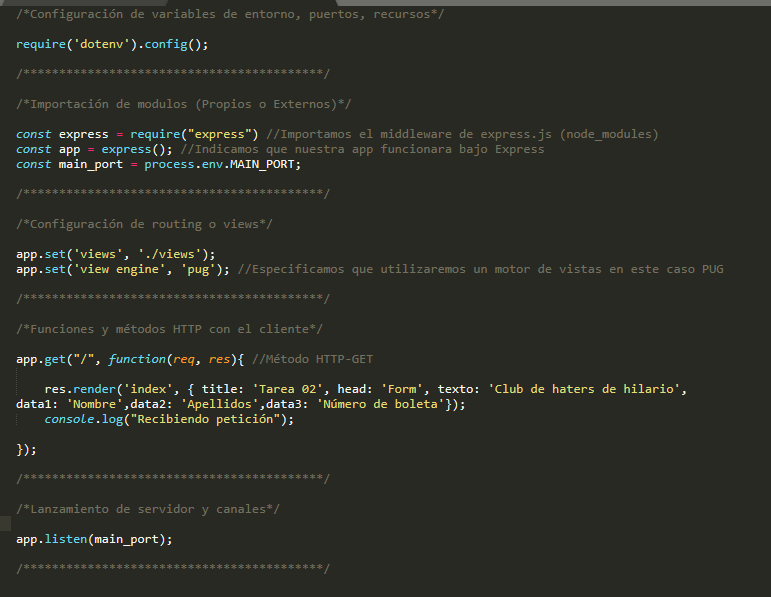 /*Configuración de variables de entorno, puertos, recursos*/
require('dotenv').config();
/******************************************/
/*Importación de modulos (Propios o Externos)*/
const express = require("express") //Importamos el middleware de express.js (node_modules)
const app = express(); //Indicamos que nuestra app funcionara bajo Express
const main_port = process.env.MAIN_PORT;
/******************************************/
/*Configuración de routing o views*/
app.set('views', './views');
app.set('view engine', 'pug'); //Especificamos que utilizaremos un motor de vistas en este caso PUG
/******************************************/
/*Funciones y métodos HTTP con el cliente*/
app.get("/", function(req, res){ //Método HTTP-GET
res.render('index', { title: 'Tarea 02', head: 'Form', texto: 'Club de haters de hilario',
data1: 'Nombre',data2: 'Apellidos',data3: 'Número de boleta'});
console.log("Recibiendo petición");
});
/******************************************/
/*Lanzamiento de servidor y canales*/
app.listen(main_port);
/******************************************/